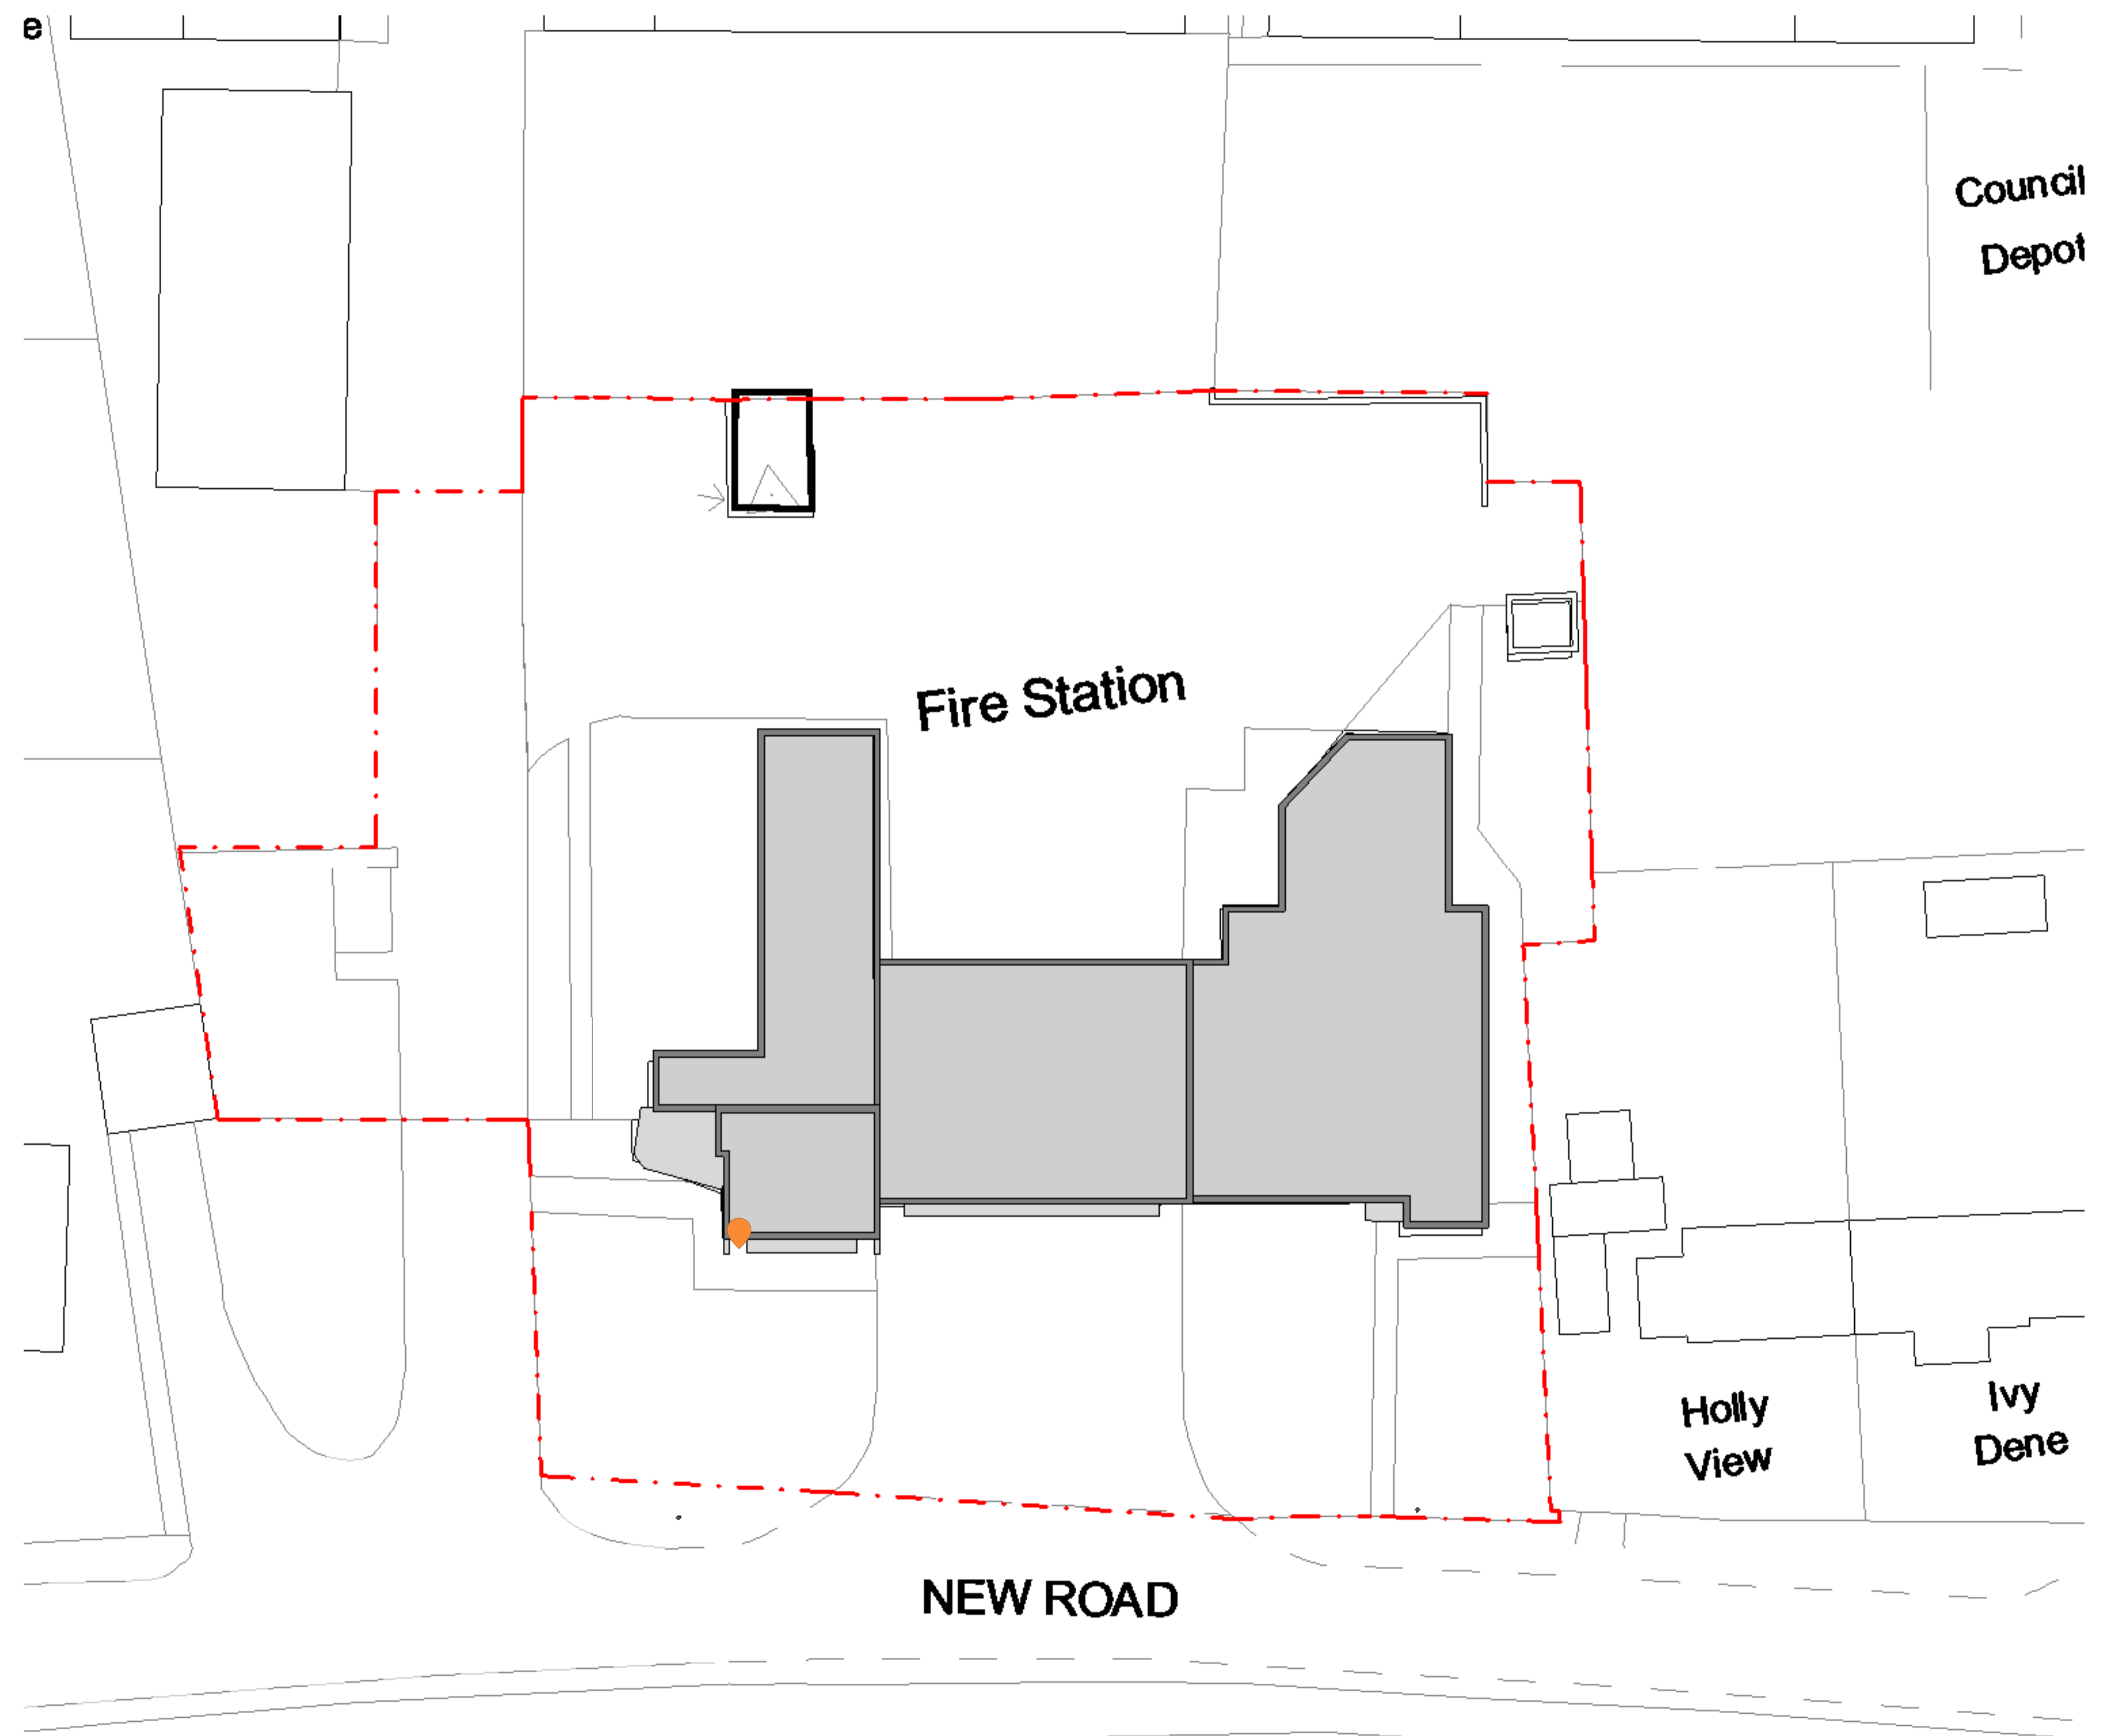 e
Council
Depot
Fire Station
Holly
View
Ivy
Dene
NEW ROAD